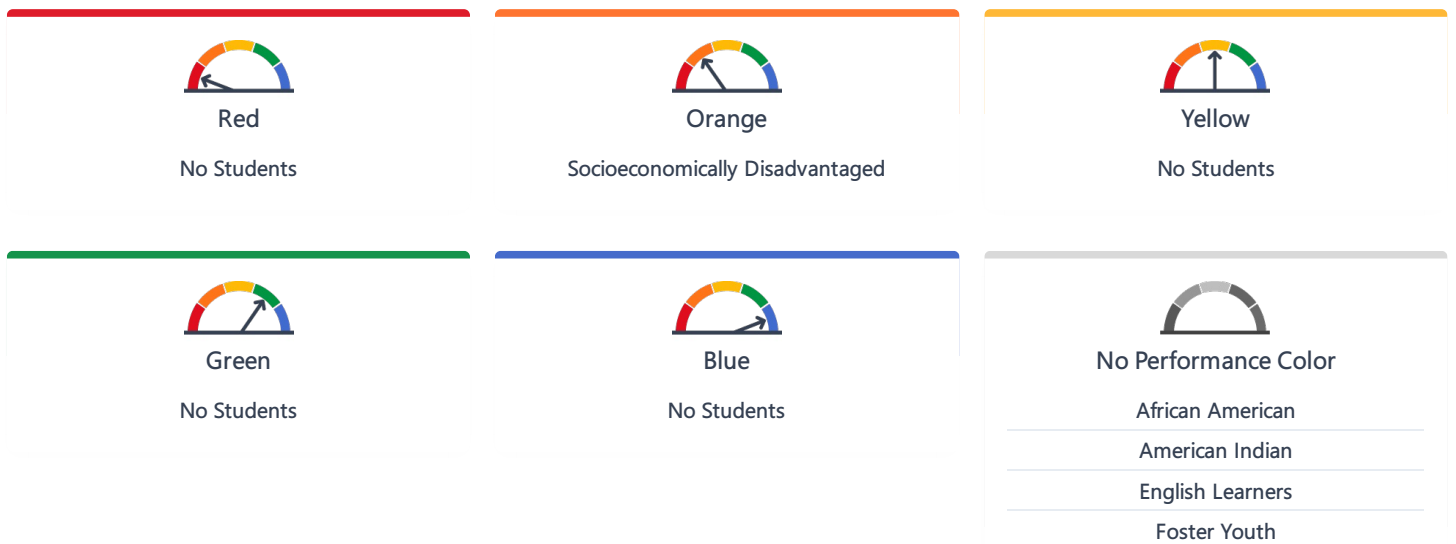 Red
No Students
Orange
Socioeconomically Disadvantaged
Yellow
No Students
Green
No Students
Blue
No Students
No Performance Color
African American
American Indian
English Learners
Foster Youth